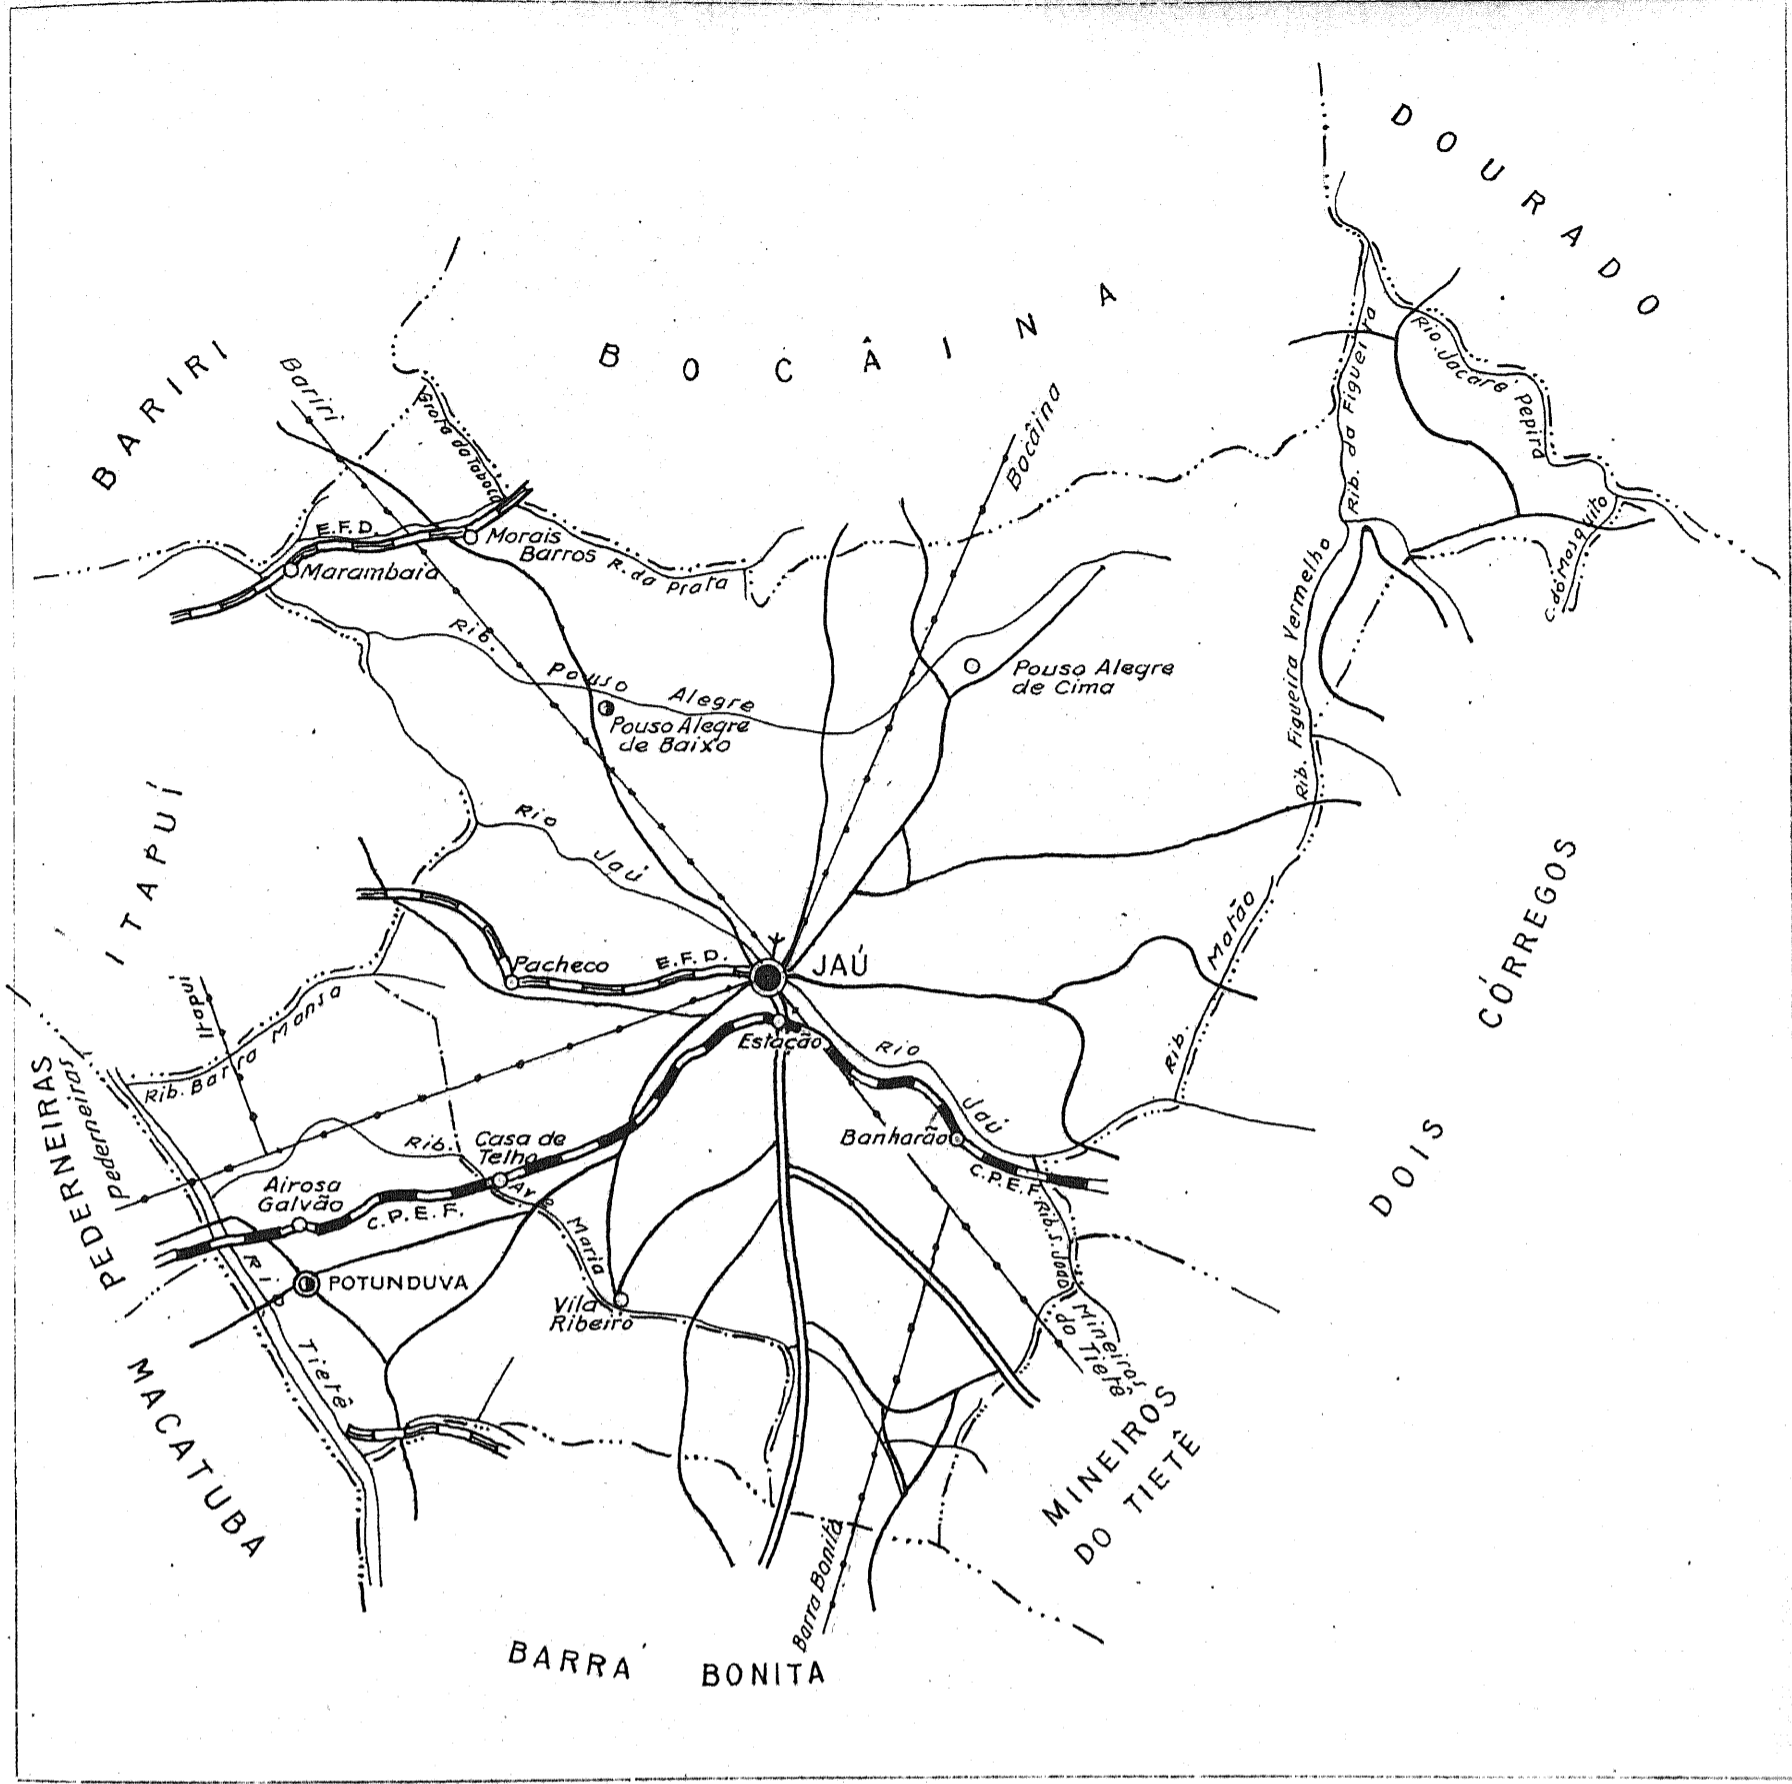 DOURADO
BOCÂINA
BARIRI
Bariri
Grota da Taboca
Bocâina
Rib. da Figueira
Rio Jacaré Pepira
C. do Mosquito
E.F.D.
Morais
Barros
Marambaia
R. da Prata
Rib. Pouso Alegre
Pouso Alegre
de Cima
Pouso Alegre
de Baixo
Rib. Figueira Vermelho
ITAPUÍ
Rio Jaú
Pacheco
E.F.D.
JAÚ
Rib. Matão
DOIS CÓRREGOS
Itapuí
Rib. Barra Mansa
Estação
Rio Jaú
PEDERNEIRAS
Pederneiras
Rib. Ave Maria
Casa de
Telha
Banharão
C.P.E.F.
Airosa
Galvão
C.P.E.F.
Rib. S. João
POTUNDUVA
Rio Tietê
Vila
Ribeiro
Mineiros
do Tietê
MACATUBA
MINEIROS
DO TIETÊ
Barra Bonita
BARRA BONITA